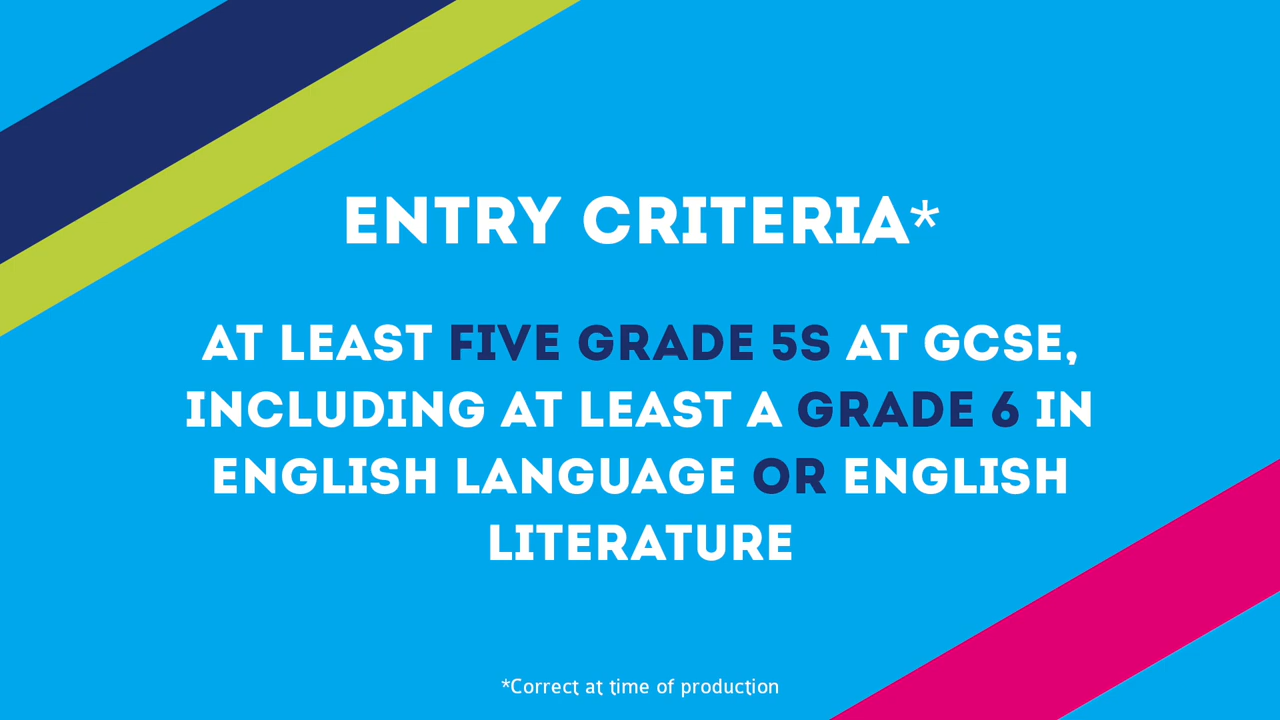 ENTRY CRITERIA*
AT LEAST FIVE GRADE 5S AT GCSE,
INCLUDING AT LEAST A GRADE 6 IN
ENGLISH LANGUAGE OR ENGLISH
LITERATURE
*Correct at time of production